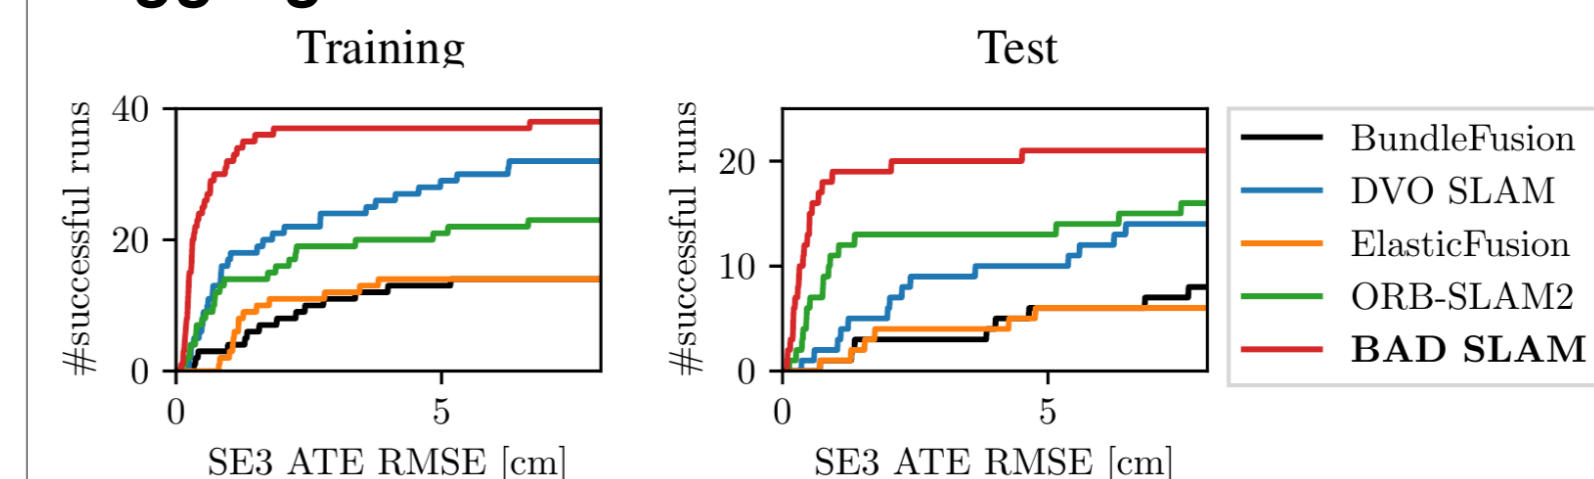 Training
Test
#successful runs
40
20
0
0
5
SE3 ATE RMSE [cm]
#successful runs
20
10
0
0
5
SE3 ATE RMSE [cm]
BundleFusion
DVO SLAM
ElasticFusion
ORB-SLAM2
BAD SLAM